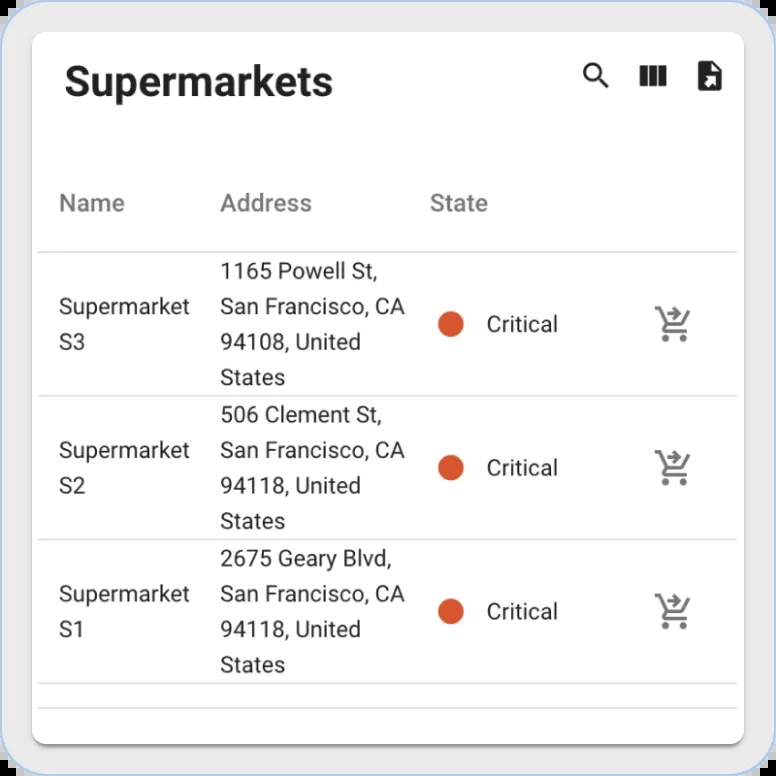 Supermarkets
Name Address State
1165 Powell St,
Supermarket San Francisco, CA
S3 94108, United Critical
States
506 Clement St,
Supermarket San Francisco, CA
S2 94118, United Critical
States
2675 Geary Blvd,
Supermarket San Francisco, CA
S1 94118, United Critical
States